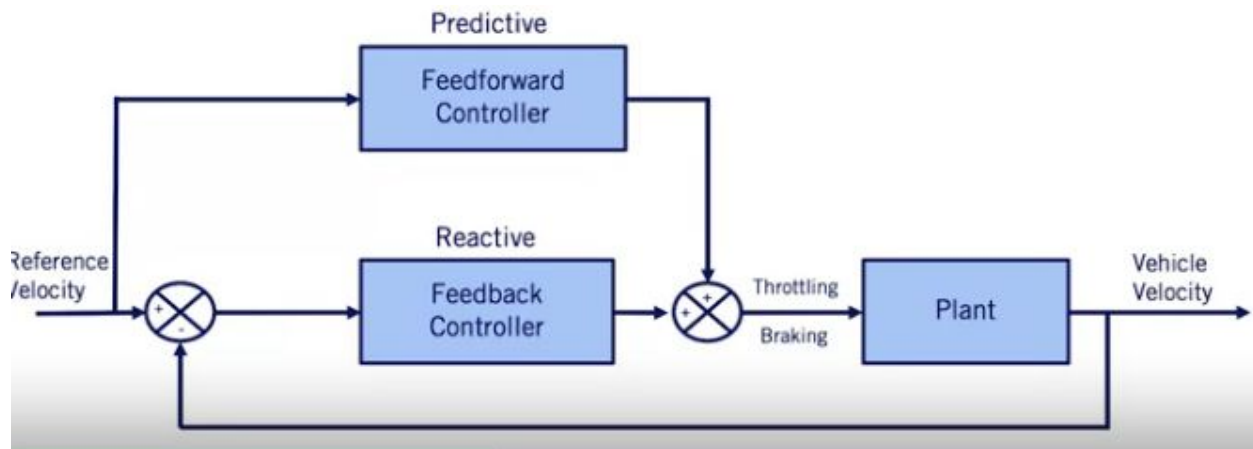 Predictive
Feedforward
Controller
Reactive
Reference
Velocity
+
-
Feedback
Controller
+
+
Throttling
Braking
Plant
Vehicle
Velocity